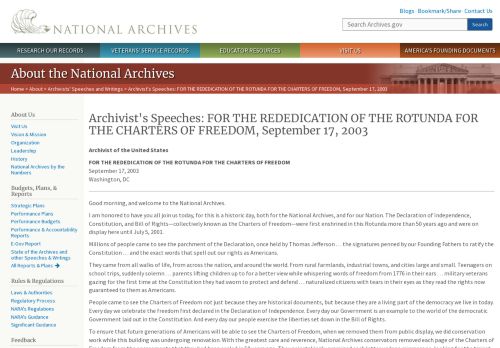 NATIONAL ARCHIVES
Blogs · Bookmark/Share · Contact Us
Search Archives.gov
Search
RESEARCH OUR RECORDS
VETERANS' SERVICE RECORDS
EDUCATOR RESOURCES
VISIT US
AMERICA'S FOUNDING DOCUMENTS
About the National Archives
Home > About > Archivists' Speeches and Writings > Archivist's Speeches: FOR THE REDEDICATION OF THE ROTUNDA FOR THE CHARTERS OF FREEDOM, September 17, 2003
About Us
Visit Us
Vision & Mission
Organization
Leadership
History
National Archives by the
Numbers
Budgets, Plans, &
Reports
Strategic Plans
Performance Plans
Performance Budgets
Performance & Accountability
Reports
E-Gov Report
State of the Archives and
other Speeches & Writings
All Reports & Plans
Rules & Regulations
Laws & Authorities
Regulatory Process
NARA's Regulations
NARA's Guidance
Significant Guidance
Feedback
Archivist's Speeches: FOR THE REDEDICATION OF THE ROTUNDA FOR
THE CHARTERS OF FREEDOM, September 17, 2003
Archivist of the United States
FOR THE REDEDICATION OF THE ROTUNDA FOR THE CHARTERS OF FREEDOM
September 17, 2003
Washington, DC
Good morning, and welcome to the National Archives.
I am honored to have you all join us today, for this is a historic day, both for the National Archives, and for our Nation. The Declaration of Independence,
Constitution, and Bill of Rights—collectively known as the Charters of Freedom—were first enshrined in this Rotunda more than 50 years ago and were on
display here until July 5, 2001.
Millions of people came to see the parchment of the Declaration, once held by Thomas Jefferson . . . the signatures penned by our Founding Fathers to ratify the
Constitution . . . and the exact words that spell out our rights as Americans.
They came from all walks of life, from across the nation, and around the world. From rural farmlands, industrial towns, and cities large and small. Teenagers on
school trips, suddenly solemn . . . parents lifting children up to for a better view while whispering words of freedom from 1776 in their ears . . . military veterans
gazing for the first time at the Constitution they had sworn to protect and defend . . . naturalized citizens with tears in their eyes as they read the rights now
guaranteed to them as Americans.
People came to see the Charters of Freedom not just because they are historical documents, but because they are a living part of the democracy we live in today.
Every day we celebrate the freedom first declared in the Declaration of Independence. Every day our Government is an example to the world of the democratic
Government laid out in the Constitution. And every day our people exercise the liberties set down in the Bill of Rights.
To ensure that future generations of Americans will be able to see the Charters of Freedom, when we removed them from public display, we did conservation
work while this building was undergoing renovation. With the greatest care and reverence, National Archives conservators removed each page of the Charters